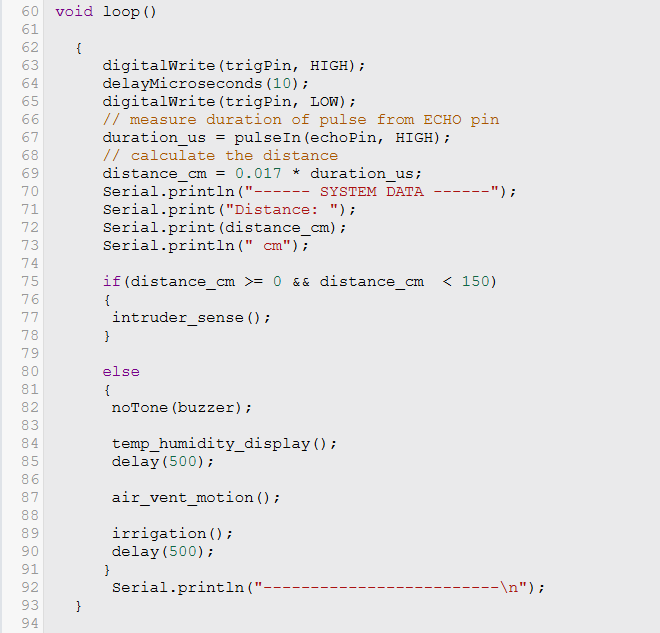 60 void loop()
61
62 {
63 digitalWrite(trigPin, HIGH);
64 delayMicroseconds(10);
65 digitalWrite(trigPin, LOW);
66 // measure duration of pulse from ECHO pin
67 duration_us = pulseIn(echoPin, HIGH);
68 // calculate the distance
69 distance_cm = 0.017 * duration_us;
70 Serial.println("------ SYSTEM DATA ------");
71 Serial.print("Distance: ");
72 Serial.print(distance_cm);
73 Serial.println(" cm");
74
75 if(distance_cm >= 0 && distance_cm  < 150)
76 {
77 intruder_sense();
78 }
79
80 else
81 {
82 noTone(buzzer);
83
84 temp_humidity_display();
85 delay(500);
86
87 air_vent_motion();
88
89 irrigation();
90 delay(500);
91 }
92 Serial.println("-------------------------\n");
93 }
94